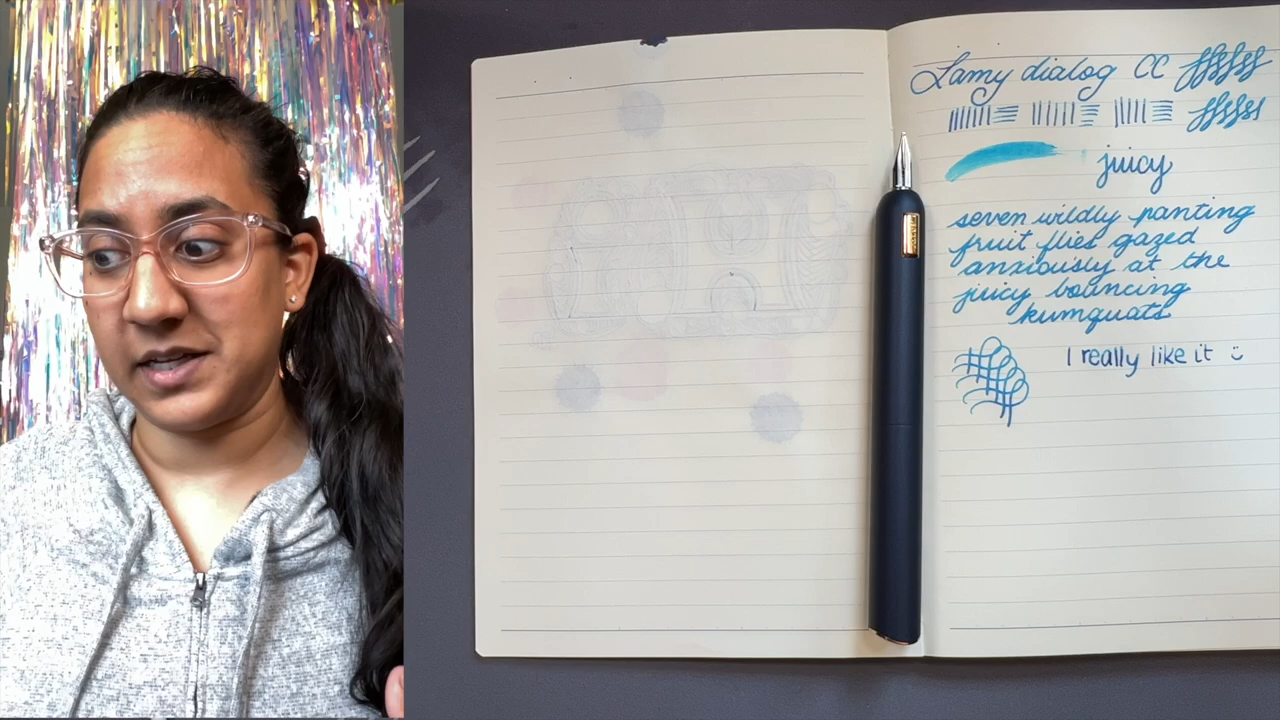 Lamy dialog CC
juicy
seven wildly panting
fruit flies gazed
anxiously at the
juicy bouncing
kumquats
I really like it :)